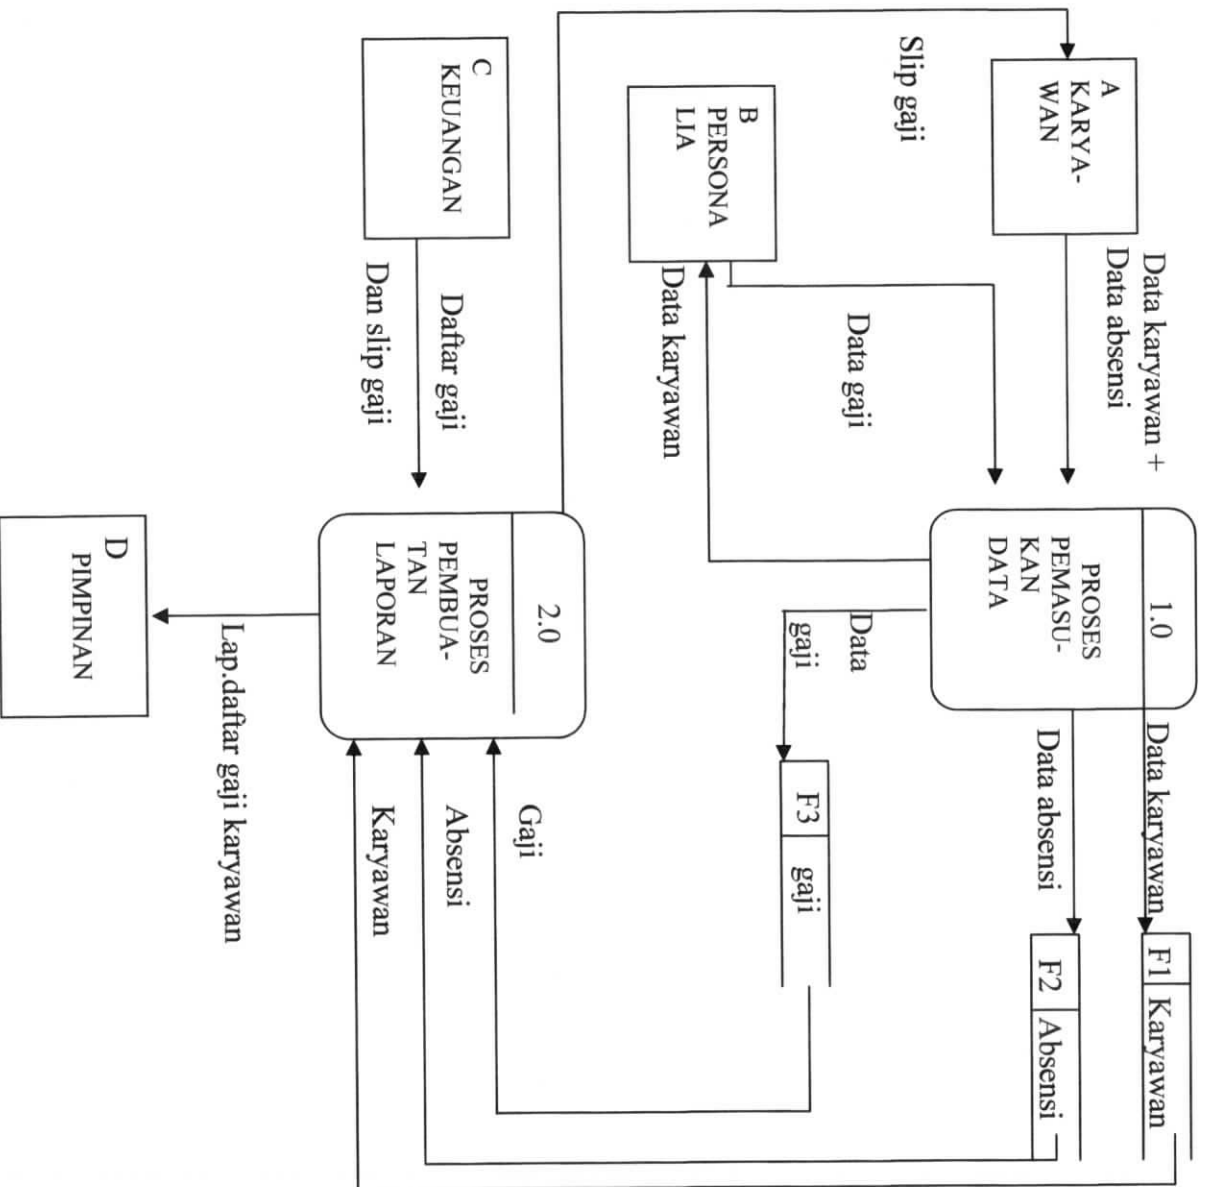 A
KARYA-
WAN
Data karyawan +
Data absensi
1.0
PROSES
PEMASU-
KAN
DATA
Data karyawan
F1 Karyawan
Data absensi
F2 Absensi
Slip gaji
B
PERSONA
LIA
Data gaji
Data karyawan
Data
gaji
F3 gaji
C
KEUANGAN
Daftar gaji
Dan slip gaji
2.0
PROSES
PEMBUA-
TAN
LAPORAN
Gaji
Absensi
Karyawan
Lap.daftar gaji karyawan
D
PIMPINAN